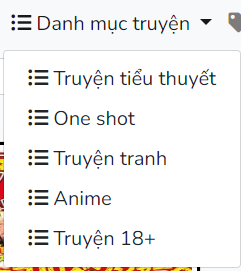 Danh mục truyện
Truyện tiểu thuyết
One shot
Truyện tranh
Anime
Truyện 18+